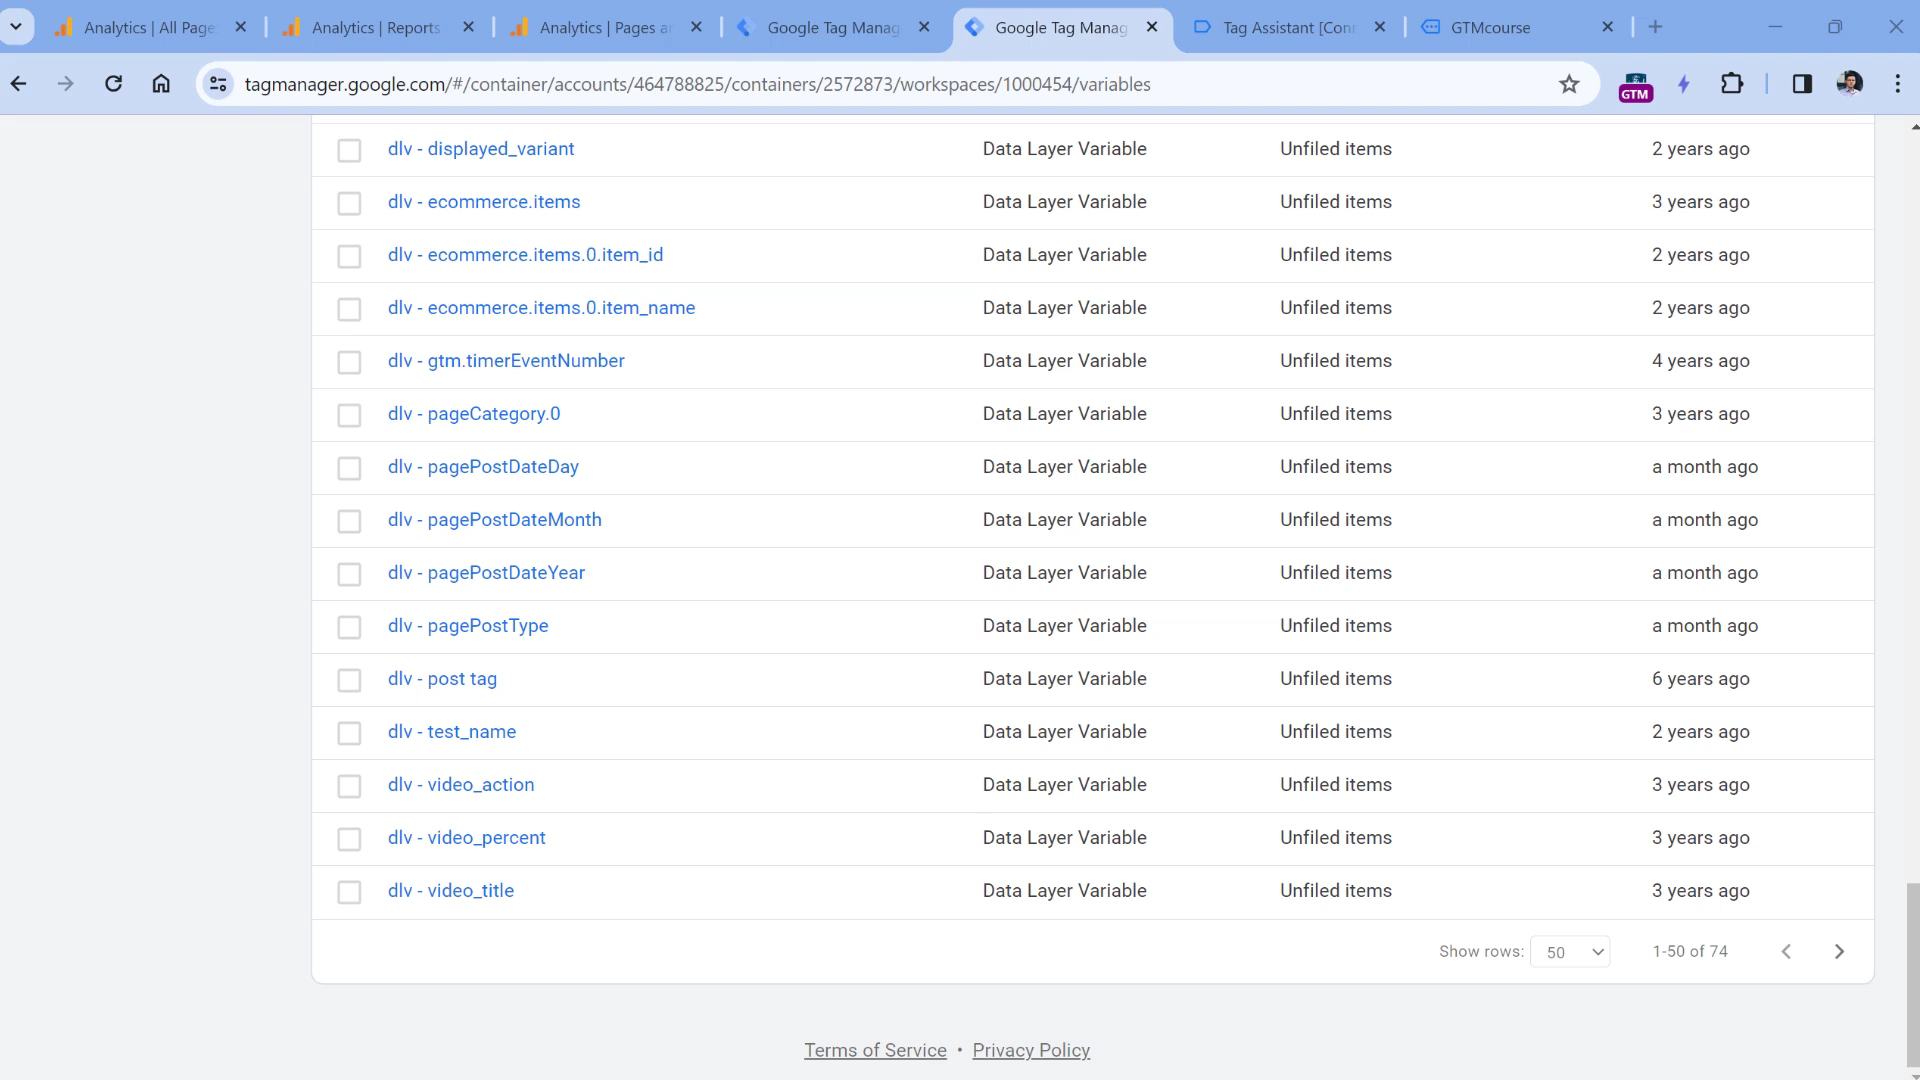 Analytics | All Page
Analytics | Reports
Analytics | Pages a
Google Tag Manag
Google Tag Manag
Tag Assistant [Con
GTMcourse
tagmanager.google.com/#/container/accounts/464788825/containers/2572873/workspaces/1000454/variables
GTM
dlv - displayed_variant Data Layer Variable Unfiled items 2 years ago
dlv - ecommerce.items Data Layer Variable Unfiled items 3 years ago
dlv - ecommerce.items.0.item_id Data Layer Variable Unfiled items 2 years ago
dlv - ecommerce.items.0.item_name Data Layer Variable Unfiled items 2 years ago
dlv - gtm.timerEventNumber Data Layer Variable Unfiled items 4 years ago
dlv - pageCategory.0 Data Layer Variable Unfiled items 3 years ago
dlv - pagePostDateDay Data Layer Variable Unfiled items a month ago
dlv - pagePostDateMonth Data Layer Variable Unfiled items a month ago
dlv - pagePostDateYear Data Layer Variable Unfiled items a month ago
dlv - pagePostType Data Layer Variable Unfiled items a month ago
dlv - post tag Data Layer Variable Unfiled items 6 years ago
dlv - test_name Data Layer Variable Unfiled items 2 years ago
dlv - video_action Data Layer Variable Unfiled items 3 years ago
dlv - video_percent Data Layer Variable Unfiled items 3 years ago
dlv - video_title Data Layer Variable Unfiled items 3 years ago
Show rows: 50 1-50 of 74
Terms of Service • Privacy Policy